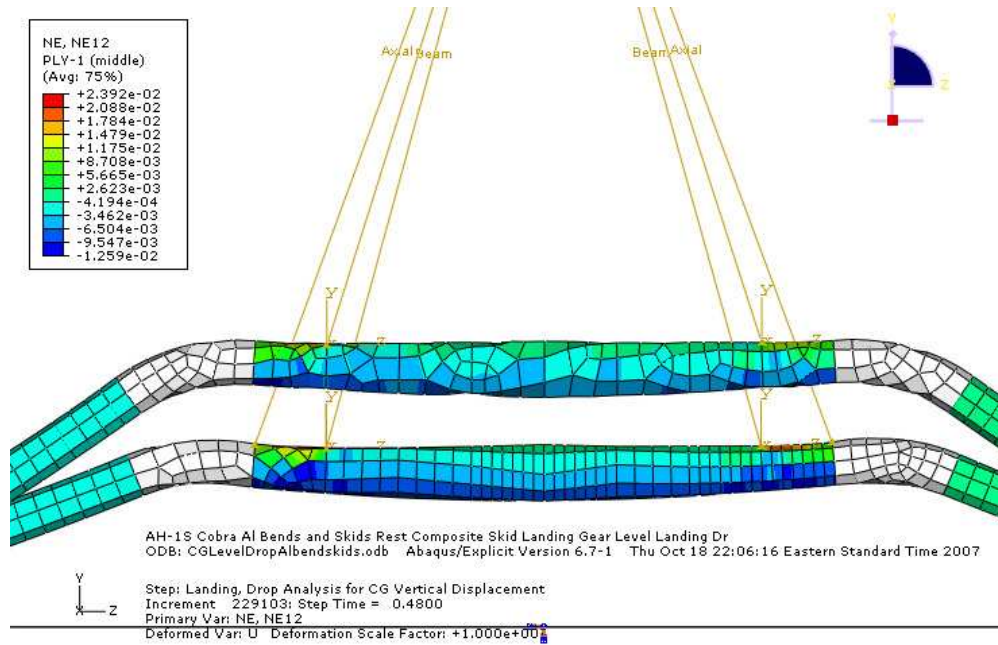 NE, NE12
PLY-1 (middle)
(Avg: 75%)
+2.392e-02
+2.088e-02
+1.784e-02
+1.479e-02
+1.175e-02
+8.708e-03
+5.665e-03
+2.623e-03
-4.194e-04
-3.462e-03
-6.504e-03
-9.547e-03
-1.259e-02
Axial Beam
Beam Axial
Y
Z
Y
Y
Z
Z
Y
Y
Z
Z
AH-1S Cobra Al Bends and Skids Rest Composite Skid Landing Gear Level Landing Dr
ODB: CGLevelDropAlbendskids.odb Abaqus/Explicit Version 6.7-1 Thu Oct 18 22:06:16 Eastern Standard Time 2007
Y
X Z
Step: Landing, Drop Analysis for CG Vertical Displacement
Increment 229103: Step Time = 0.4800
Primary Var: NE, NE12
Deformed Var: U Deformation Scale Factor: +1.000e+00